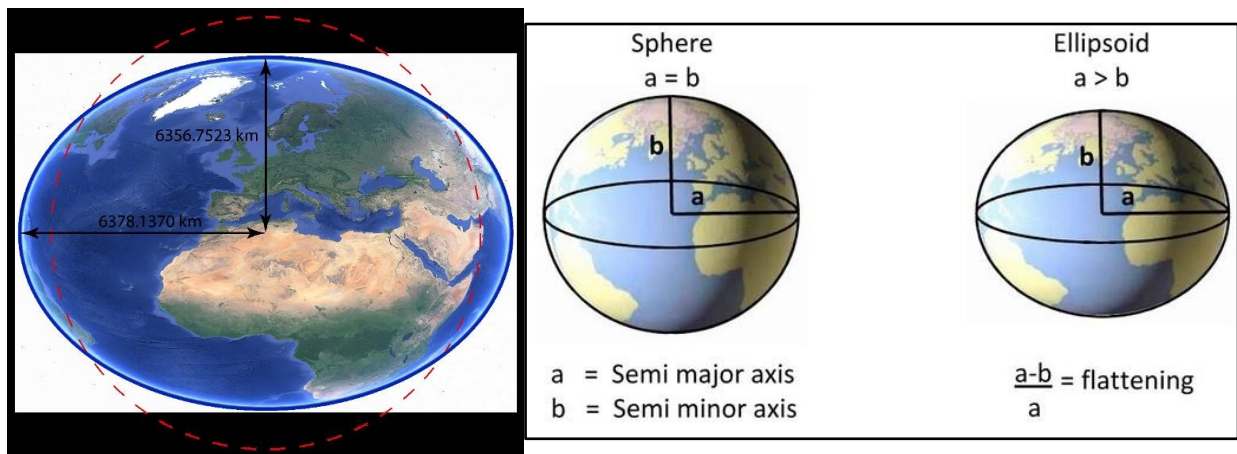 6356.7523 km
6378.1370 km
Sphere
a = b
b
a
a = Semi major axis
b = Semi minor axis
Ellipsoid
a > b
b
a
a-b = flattening
a